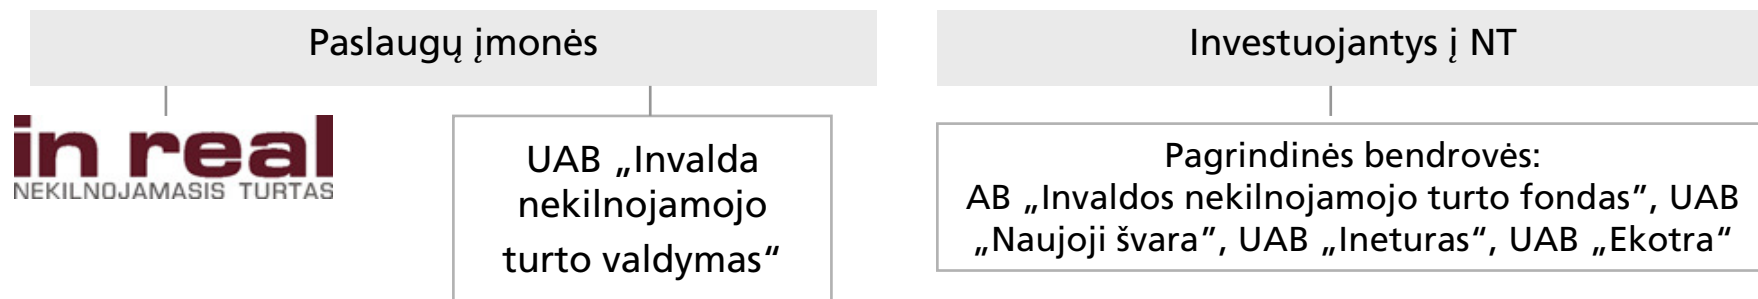 Paslaugų įmonės
in real
NEKILNOJAMASIS TURTAS
UAB „Invalda
nekilnojamojo
turto valdymas“
Investuojantys į NT
Pagrindinės bendrovės:
AB „Invaldos nekilnojamojo turto fondas“, UAB
„Naujoji švara“, UAB „Ineturas“, UAB „Ekotra“